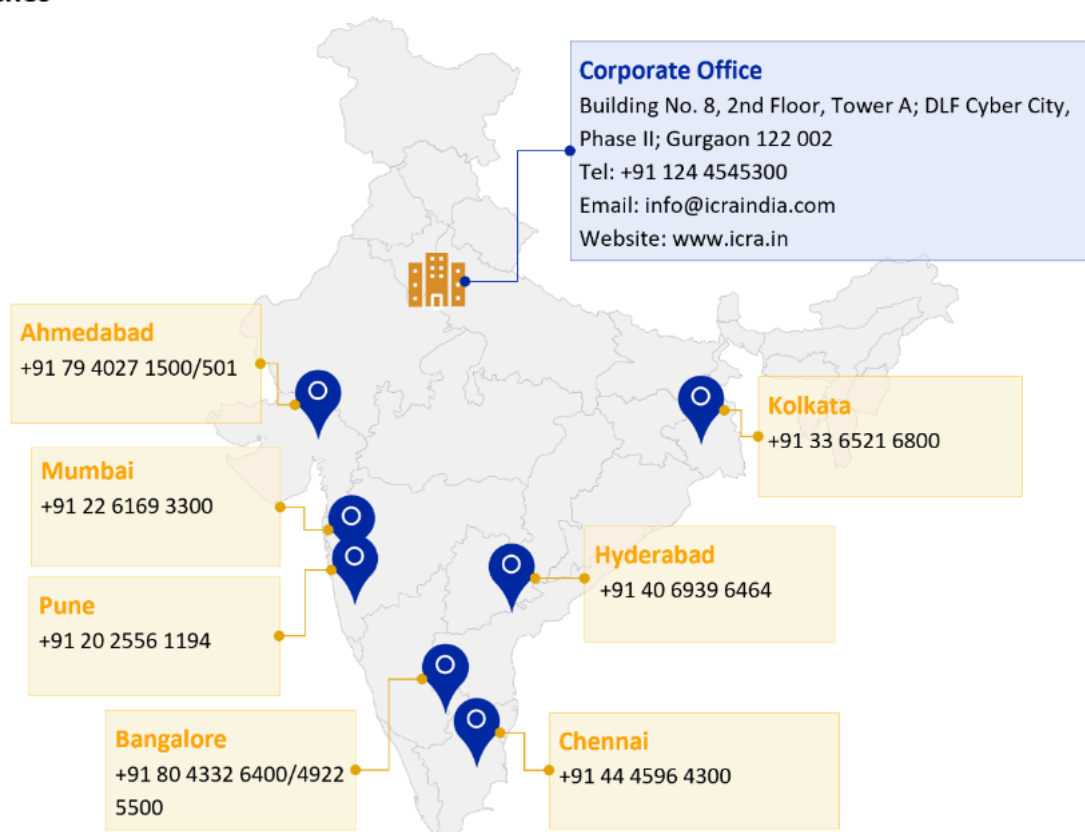 Corporate Office
Building No. 8, 2nd Floor, Tower A; DLF Cyber City,
Phase II; Gurgaon 122 002
Tel: +91 124 4545300
Email: info@icraindia.com
Website: www.icra.in
Ahmedabad
+91 79 4027 1500/501
Kolkata
+91 33 6521 6800
Mumbai
+91 22 6169 3300
Hyderabad
+91 40 6939 6464
Pune
+91 20 2556 1194
Bangalore
+91 80 4332 6400/4922
5500
Chennai
+91 44 4596 4300